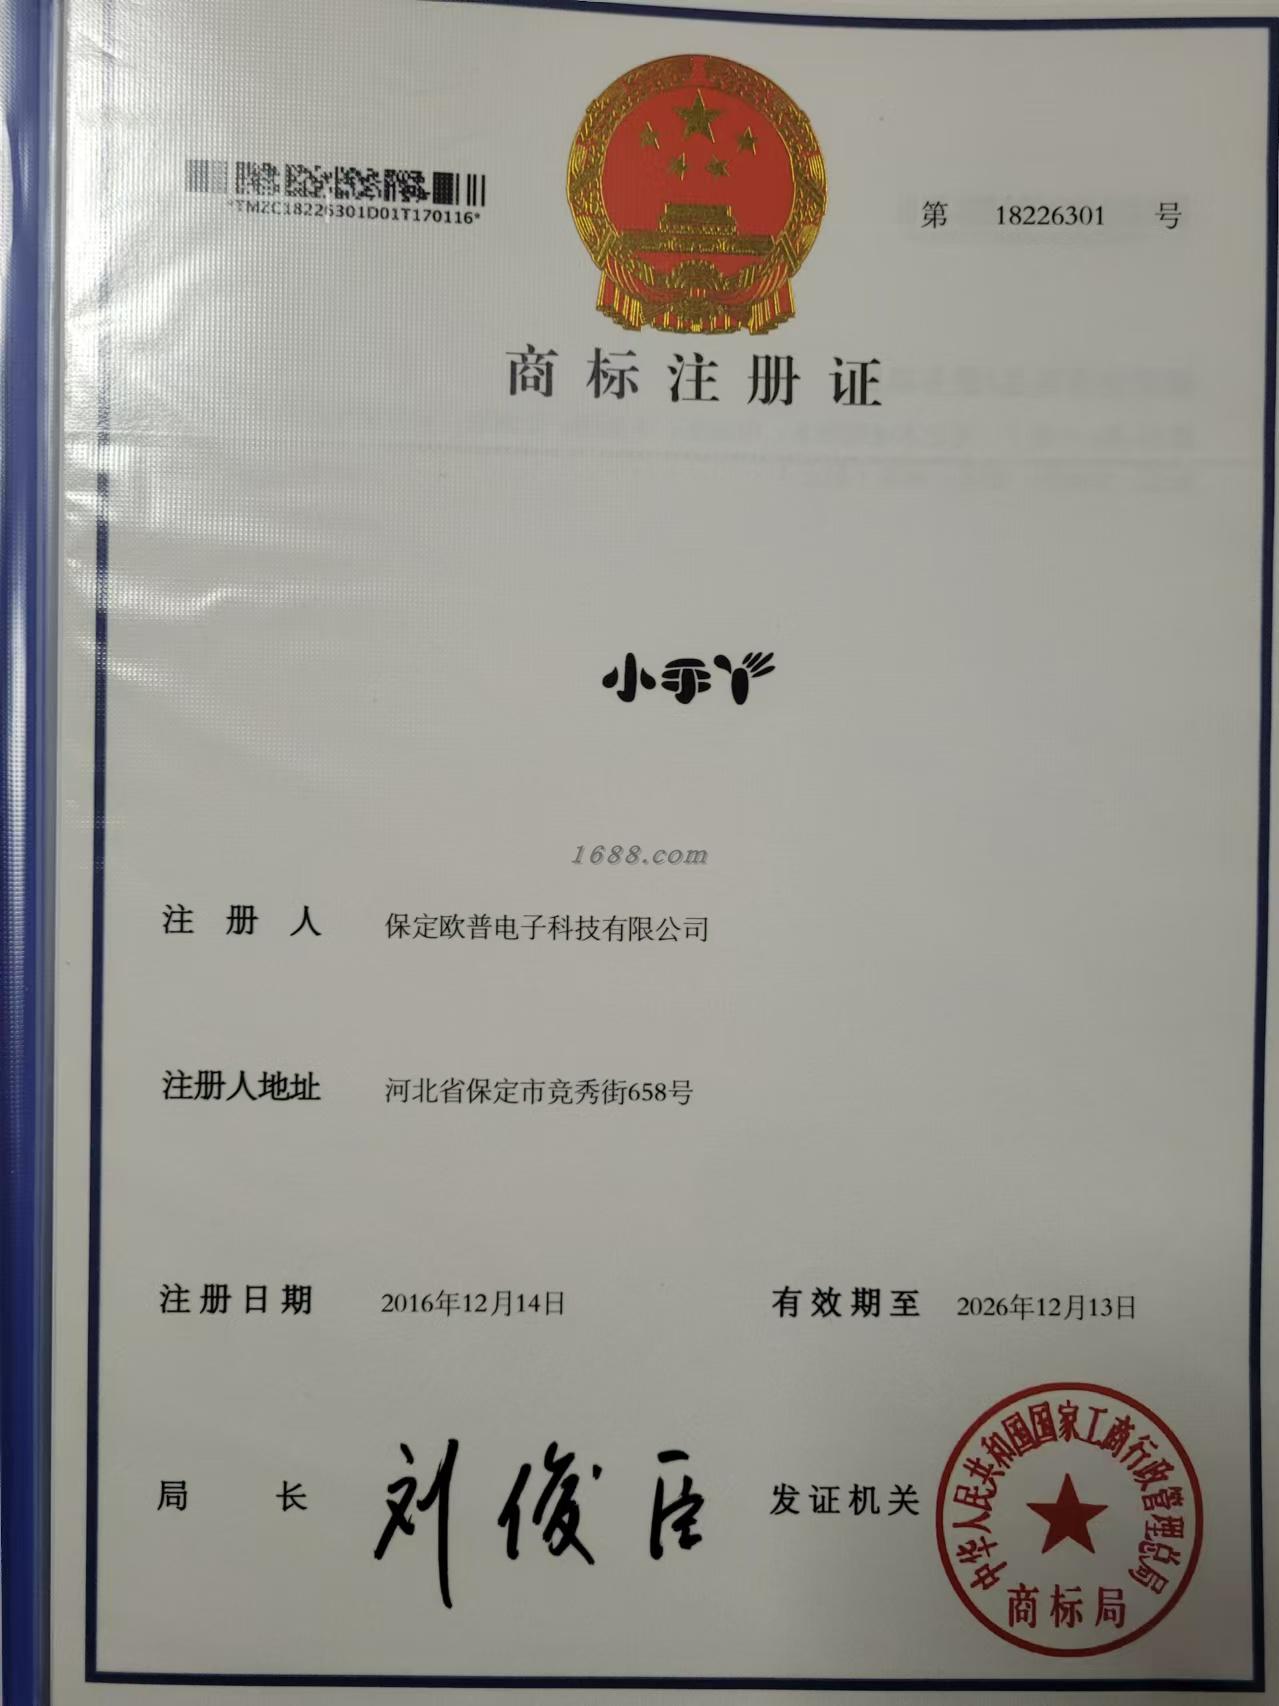 *TMZC18226301D01T170116*
第 18226301 号
商标注册证
小乖丫
1688.com
注册人 保定欧普电子科技有限公司
注册人地址 河北省保定市竞秀街658号
注册日期 2016年12月14日 有效期至 2026年12月13日
局长 刘俊臣 发证机关
中华人民共和国国家工商行政管理总局
商标局